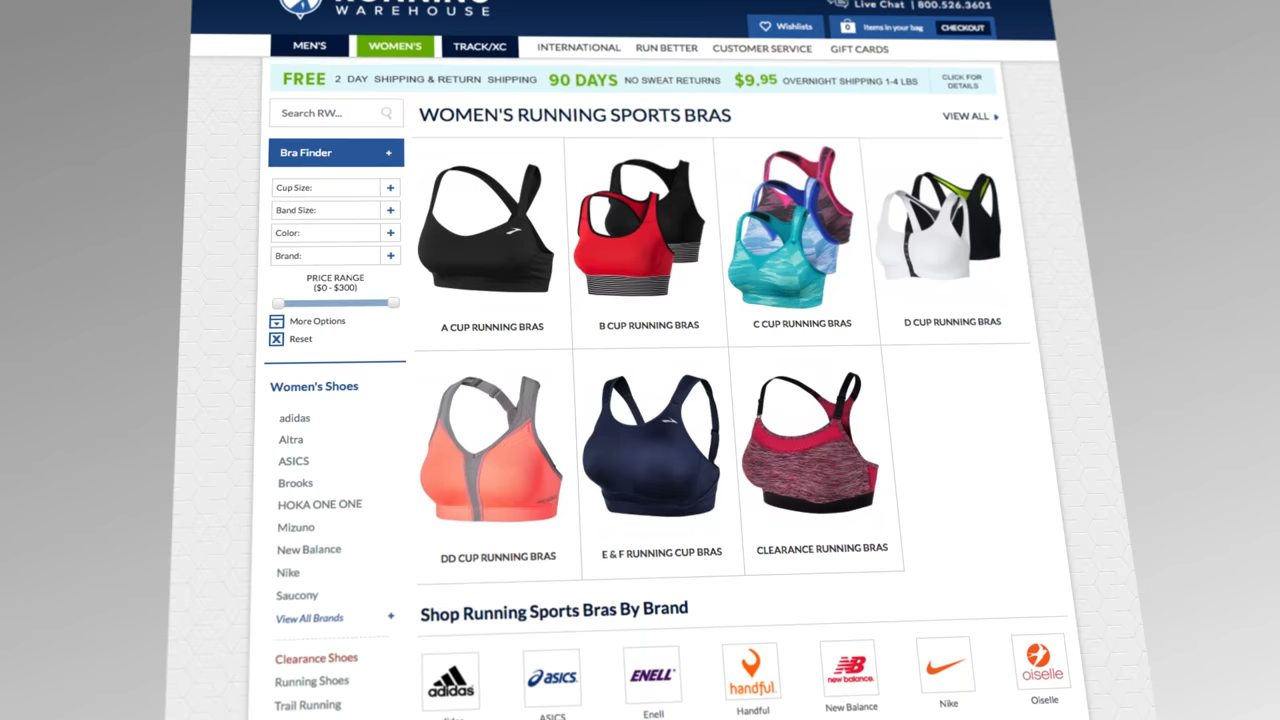 WAREHOUSE
Live Chat | 800.526.3601
Wishlists
0 Items in your bag CHECKOUT
MEN'S WOMEN'S TRACK/XC INTERNATIONAL RUN BETTER CUSTOMER SERVICE GIFT CARDS
FREE 2 DAY SHIPPING & RETURN SHIPPING 90 DAYS NO SWEAT RETURNS $9.95 OVERNIGHT SHIPPING 1-4 LBS CLICK FOR
DETAILS
Search RW...
WOMEN'S RUNNING SPORTS BRAS
VIEW ALL
Bra Finder +
Cup Size: +
Band Size: +
Color: +
Brand: +
PRICE RANGE
($0 - $300)
More Options
Reset
A CUP RUNNING BRAS
B CUP RUNNING BRAS
C CUP RUNNING BRAS
D CUP RUNNING BRAS
Women's Shoes
adidas
Altra
ASICS
Brooks
HOKA ONE ONE
Mizuno
New Balance
Nike
Saucony
View All Brands +
Clearance Shoes
Running Shoes
Trail Running
DD CUP RUNNING BRAS
E & F RUNNING CUP BRAS
CLEARANCE RUNNING BRAS
Shop Running Sports Bras By Brand
adidas
asics
ENELL
handful.
NB
new balance.
oiselle
ASICS
Enell
Handful
New Balance
Nike
Oiselle